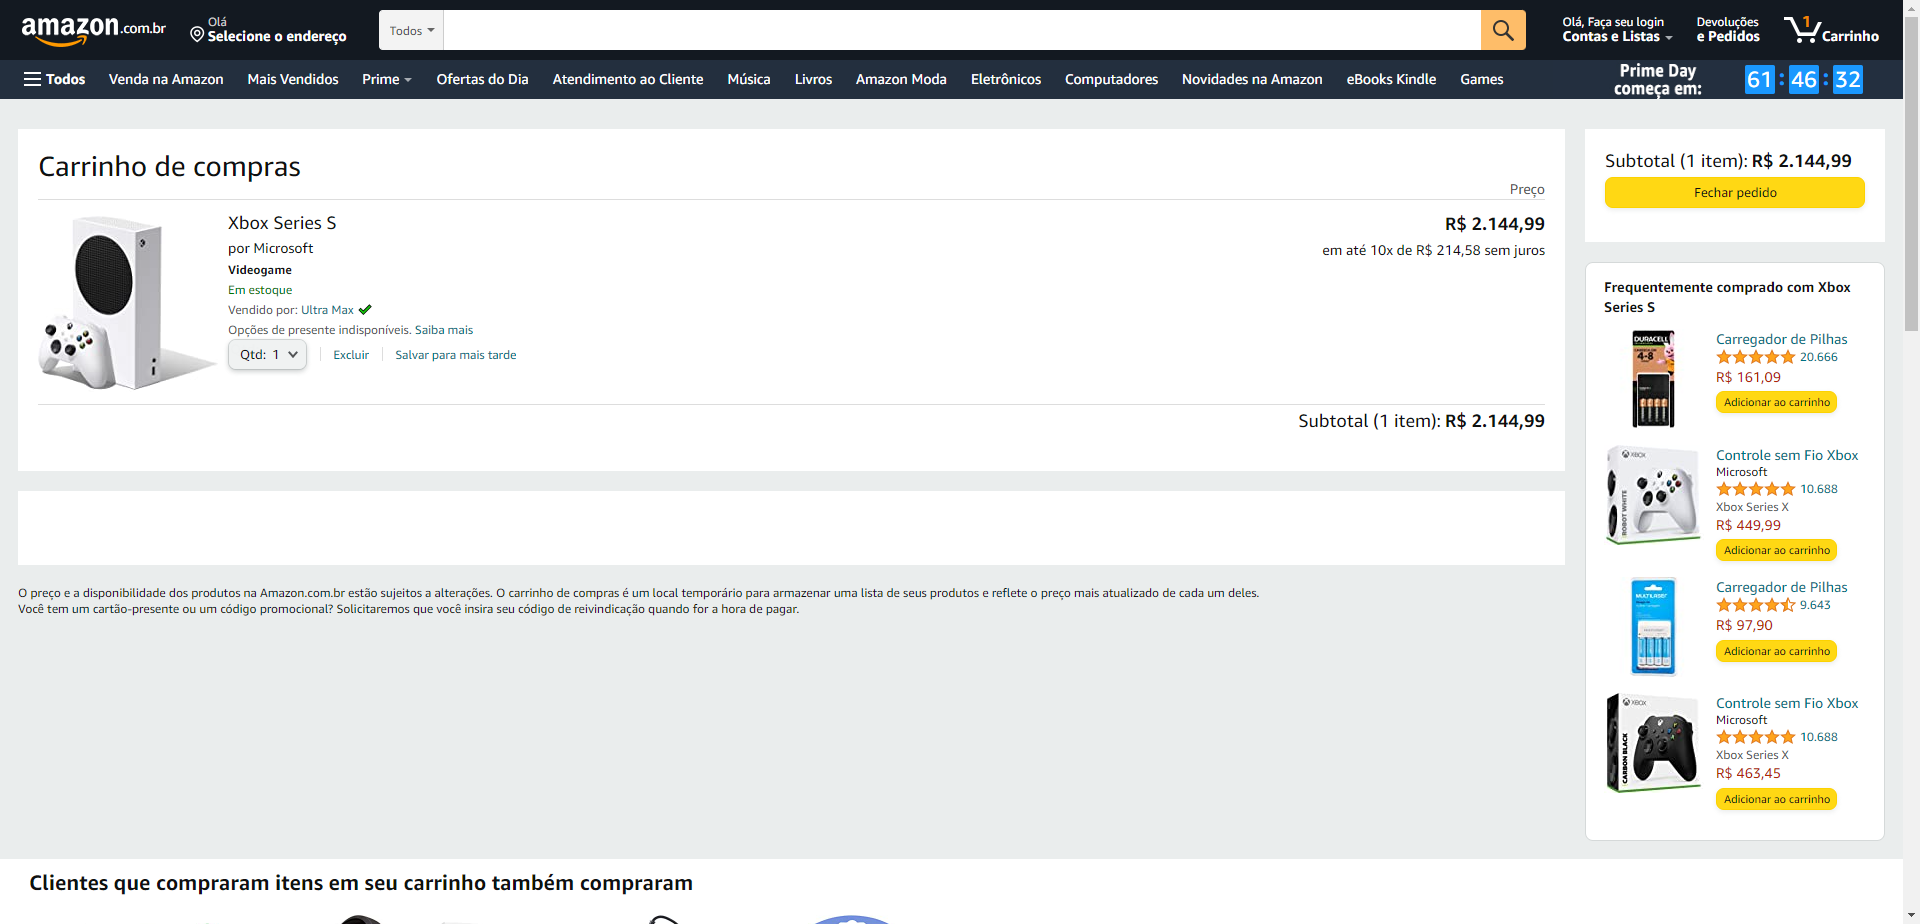 amazon.com.br
Olá
Selecione o endereço
Todos
Olá, Faça seu login
Contas e Listas
Devoluções
e Pedidos
1
Carrinho
Todos
Venda na Amazon
Mais Vendidos
Prime
Ofertas do Dia
Atendimento ao Cliente
Música
Livros
Amazon Moda
Eletrônicos
Computadores
Novidades na Amazon
eBooks Kindle
Games
Prime Day
começa em:
61 : 46 : 32
Carrinho de compras
Preço
Xbox Series S
R$ 2.144,99
por Microsoft
em até 10x de R$ 214,58 sem juros
Videogame
Em estoque
Vendido por: Ultra Max
Opções de presente indisponíveis. Saiba mais
Qtd: 1
Excluir
Salvar para mais tarde
Subtotal (1 item): R$ 2.144,99
O preço e a disponibilidade dos produtos na Amazon.com.br estão sujeitos a alterações. O carrinho de compras é um local temporário para armazenar uma lista de seus produtos e reflete o preço mais atualizado de cada um deles.
Você tem um cartão-presente ou um código promocional? Solicitaremos que você insira seu código de reivindicação quando for a hora de pagar.
Subtotal (1 item): R$ 2.144,99
Fechar pedido
Frequentemente comprado com Xbox
Series S
DURACELL
4-8
Carregador de Pilhas
20.666
R$ 161,09
Adicionar ao carrinho
XBOX
ROBOT WHITE
Controle sem Fio Xbox
Microsoft
10.688
Xbox Series X
R$ 449,99
Adicionar ao carrinho
MULTILASER
Carregador de Pilhas
9.643
R$ 97,90
Adicionar ao carrinho
XBOX
CARBON BLACK
Controle sem Fio Xbox
Microsoft
10.688
Xbox Series X
R$ 463,45
Adicionar ao carrinho
Clientes que compraram itens em seu carrinho também compraram